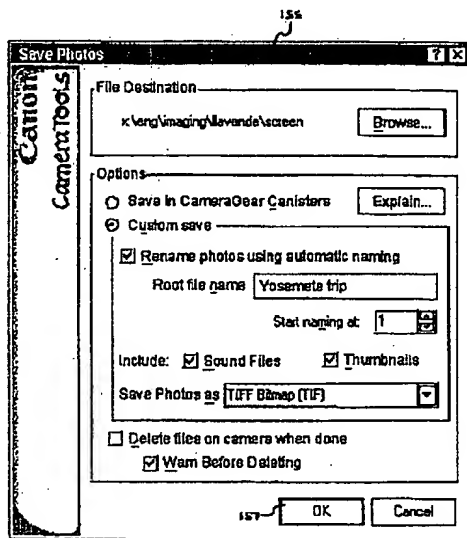 155
Save Photos
Canon
CameraTools
File Destination
x:\eng\imaging\llavende\screen
Browse...
Options
Save in CameraGear Canisters
Explain...
Custom save
Rename photos using automatic naming
Root file name
Yosemete trip
Start naming at:
1
Include:
Sound Files
Thumbnails
Save Photos as
TIFF Bitmap (TIF)
Delete files on camera when done
Warn Before Deleting
157
OK
Cancel